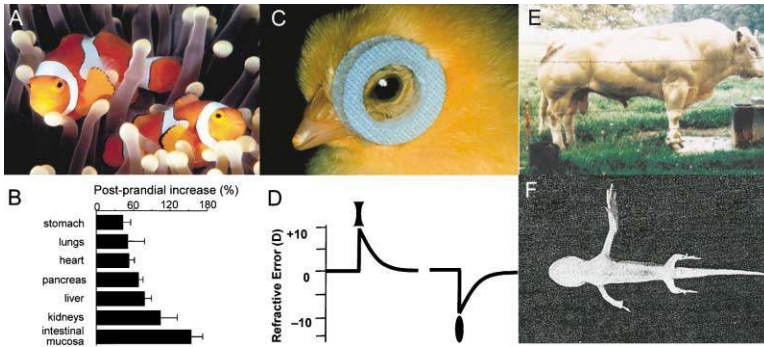 A
B
Post-prandial increase (%)
0 60 120 180
stomach
lungs
heart
pancreas
liver
kidneys
intestinal
mucosa
C
D
Refractive Error (D)
+10
0
−10
E
F